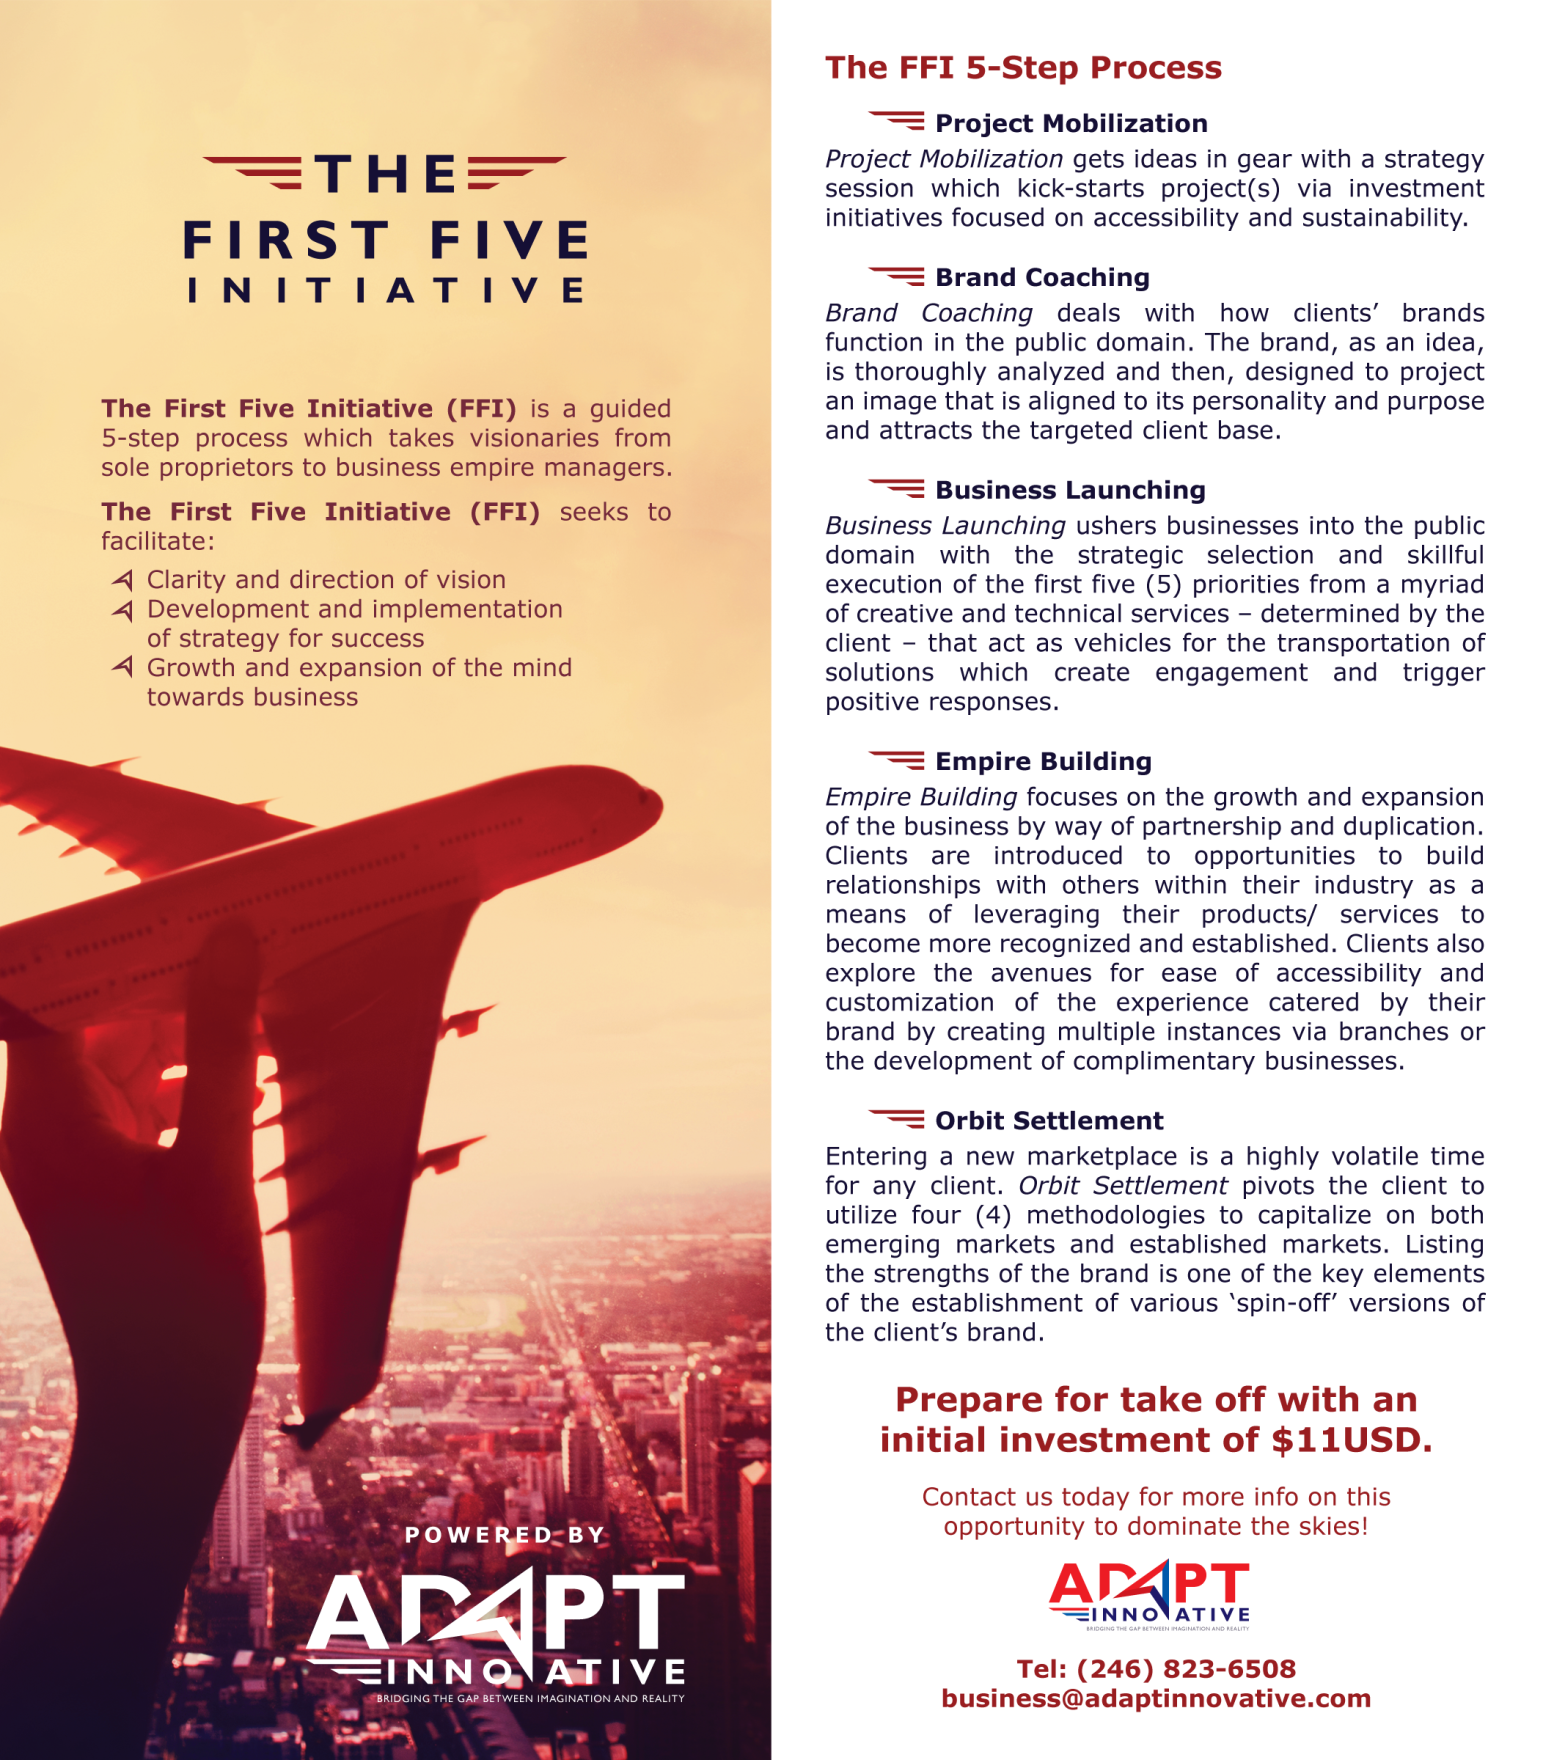 THE
FIRST FIVE
INITIATIVE
The First Five Initiative (FFI) is a guided
5-step process which takes visionaries from
sole proprietors to business empire managers.
The First Five Initiative (FFI) seeks to
facilitate:
Clarity and direction of vision
Development and implementation
of strategy for success
Growth and expansion of the mind
towards business
POWERED BY
ADAPT
INNOVATIVE
BRIDGING THE GAP BETWEEN IMAGINATION AND REALITY
The FFI 5-Step Process
Project Mobilization
Project Mobilization gets ideas in gear with a strategy
session which kick-starts project(s) via investment
initiatives focused on accessibility and sustainability.
Brand Coaching
Brand Coaching deals with how clients’ brands
function in the public domain. The brand, as an idea,
is thoroughly analyzed and then, designed to project
an image that is aligned to its personality and purpose
and attracts the targeted client base.
Business Launching
Business Launching ushers businesses into the public
domain with the strategic selection and skillful
execution of the first five (5) priorities from a myriad
of creative and technical services – determined by the
client – that act as vehicles for the transportation of
solutions which create engagement and trigger
positive responses.
Empire Building
Empire Building focuses on the growth and expansion
of the business by way of partnership and duplication.
Clients are introduced to opportunities to build
relationships with others within their industry as a
means of leveraging their products/ services to
become more recognized and established. Clients also
explore the avenues for ease of accessibility and
customization of the experience catered by their
brand by creating multiple instances via branches or
the development of complimentary businesses.
Orbit Settlement
Entering a new marketplace is a highly volatile time
for any client. Orbit Settlement pivots the client to
utilize four (4) methodologies to capitalize on both
emerging markets and established markets. Listing
the strengths of the brand is one of the key elements
of the establishment of various ‘spin-off’ versions of
the client’s brand.
Prepare for take off with an
initial investment of $11USD.
Contact us today for more info on this
opportunity to dominate the skies!
ADAPT
INNOVATIVE
BRIDGING THE GAP BETWEEN IMAGINATION AND REALITY
Tel: (246) 823-6508
business@adaptinnovative.com